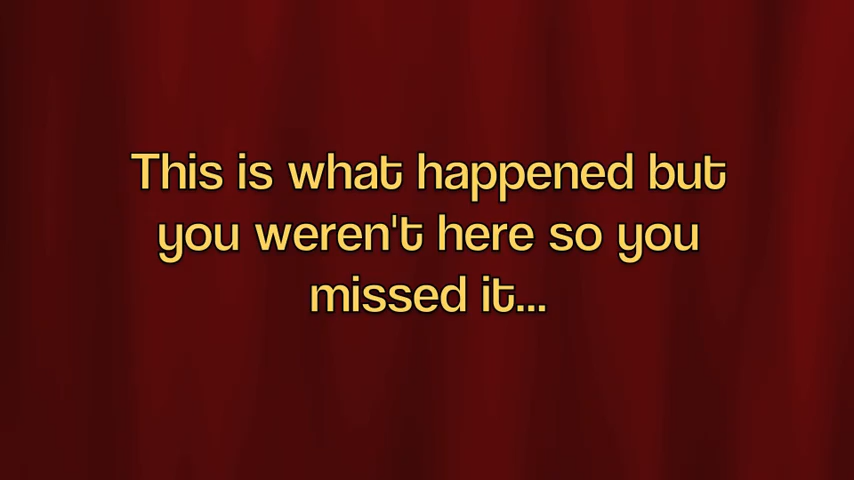 This is what happened but
you weren't here so you
missed it...